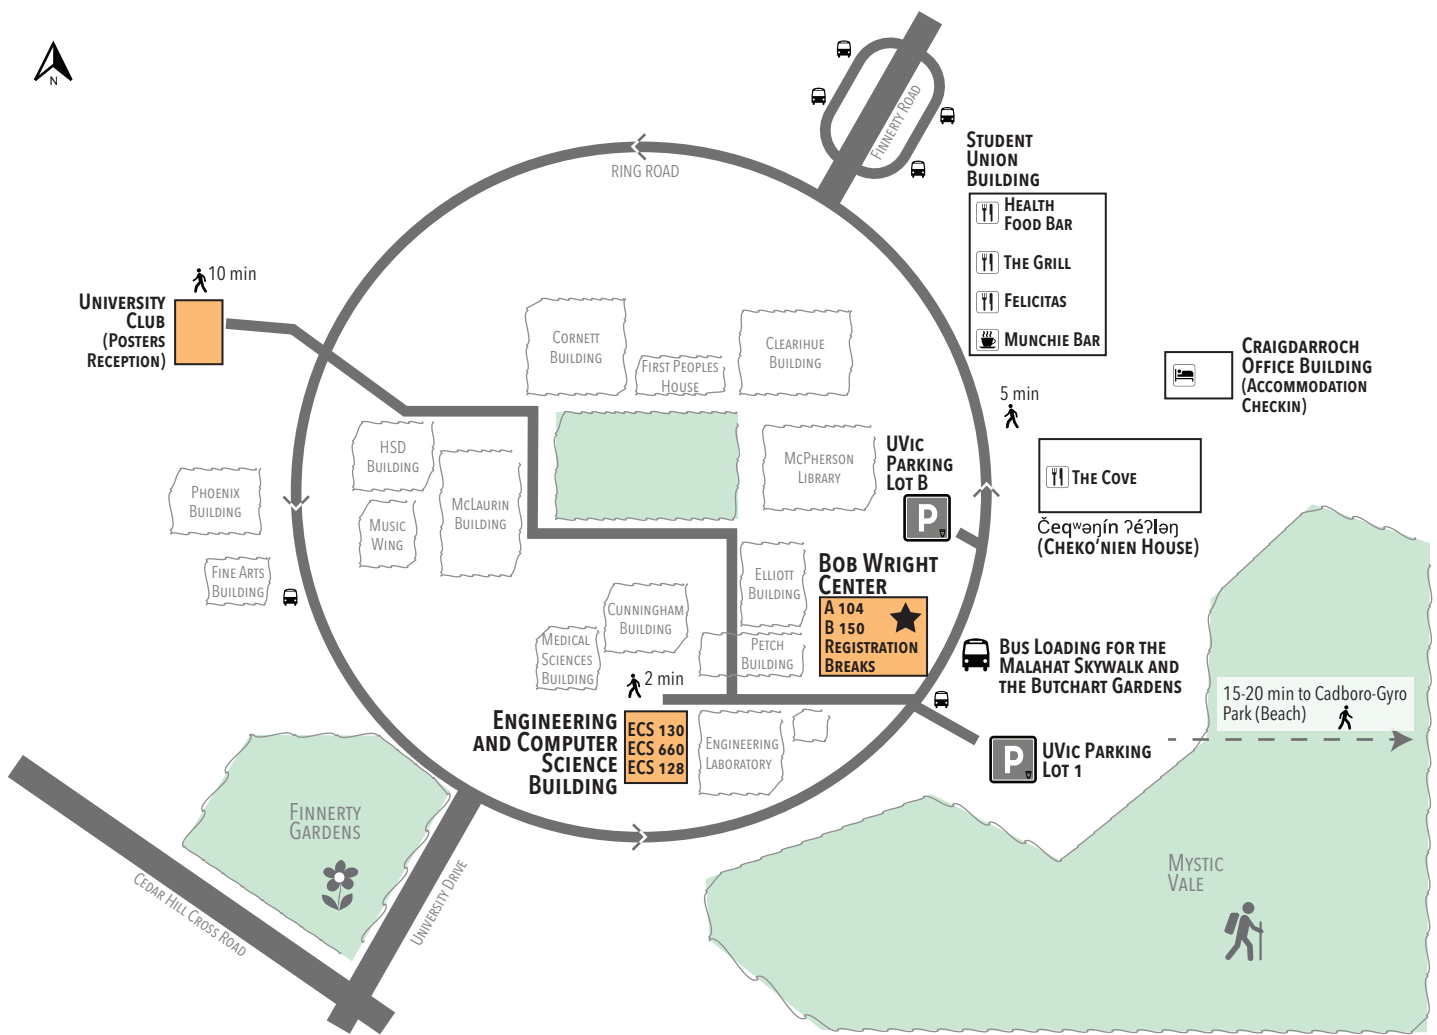 N
RING ROAD
FINNERTY ROAD
STUDENT
UNION
BUILDING
HEALTH
FOOD BAR
THE GRILL
FELICITAS
MUNCHIE BAR
10 min
UNIVERSITY
CLUB
(POSTERS
RECEPTION)
CORNETT
BUILDING
FIRST PEOPLES
HOUSE
CLEARIHUE
BUILDING
CRAIGDARROCH
OFFICE BUILDING
(ACCOMMODATION
CHECKIN)
5 min
HSD
BUILDING
MCLAURIN
BUILDING
MUSIC
WING
PHOENIX
BUILDING
FINE ARTS
BUILDING
MCPHERSON
LIBRARY
UVIC
PARKING
LOT B
P
THE COVE
Čeqʷəŋín ʔéʔləŋ
(CHEKO'NIEN HOUSE)
ELLIOTT
BUILDING
BOB WRIGHT
CENTER
A 104
B 150
REGISTRATION
BREAKS
CUNNINGHAM
BUILDING
MEDICAL
SCIENCES
BUILDING
PETCH
BUILDING
BUS LOADING FOR THE
MALAHAT SKYWALK AND
THE BUTCHART GARDENS
2 min
15-20 min to Cadboro-Gyro
Park (Beach)
ENGINEERING
AND COMPUTER
SCIENCE
BUILDING
ECS 130
ECS 660
ECS 128
ENGINEERING
LABORATORY
P
UVIC PARKING
LOT 1
FINNERTY
GARDENS
CEDAR HILL CROSS ROAD
UNIVERSITY DRIVE
MYSTIC
VALE